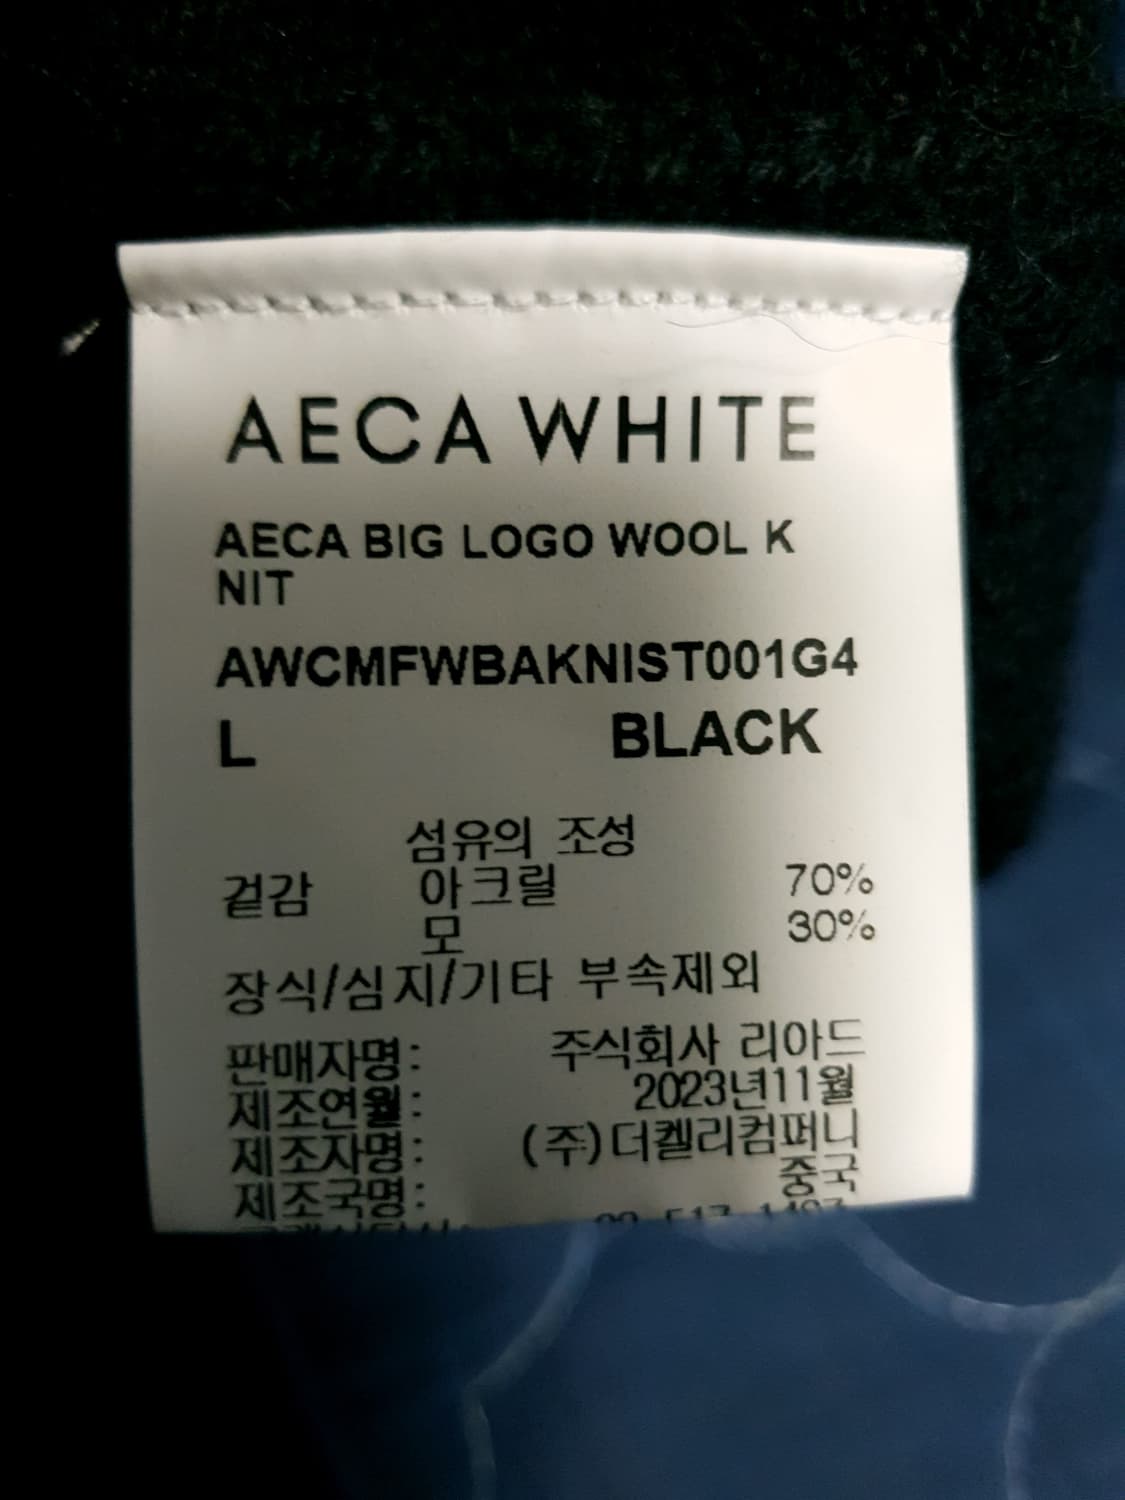 AECA WHITE
AECA BIG LOGO WOOL K
NIT
AWCMFWBAKNIST001G4
L BLACK
섬유의 조성
겉감 아크릴 70%
모 30%
장식/심지/기타 부속제외
판매자명: 주식회사 리아드
제조연월: 2023년11월
제조자명: (주)더켈리컴퍼니
제조국명: 중국